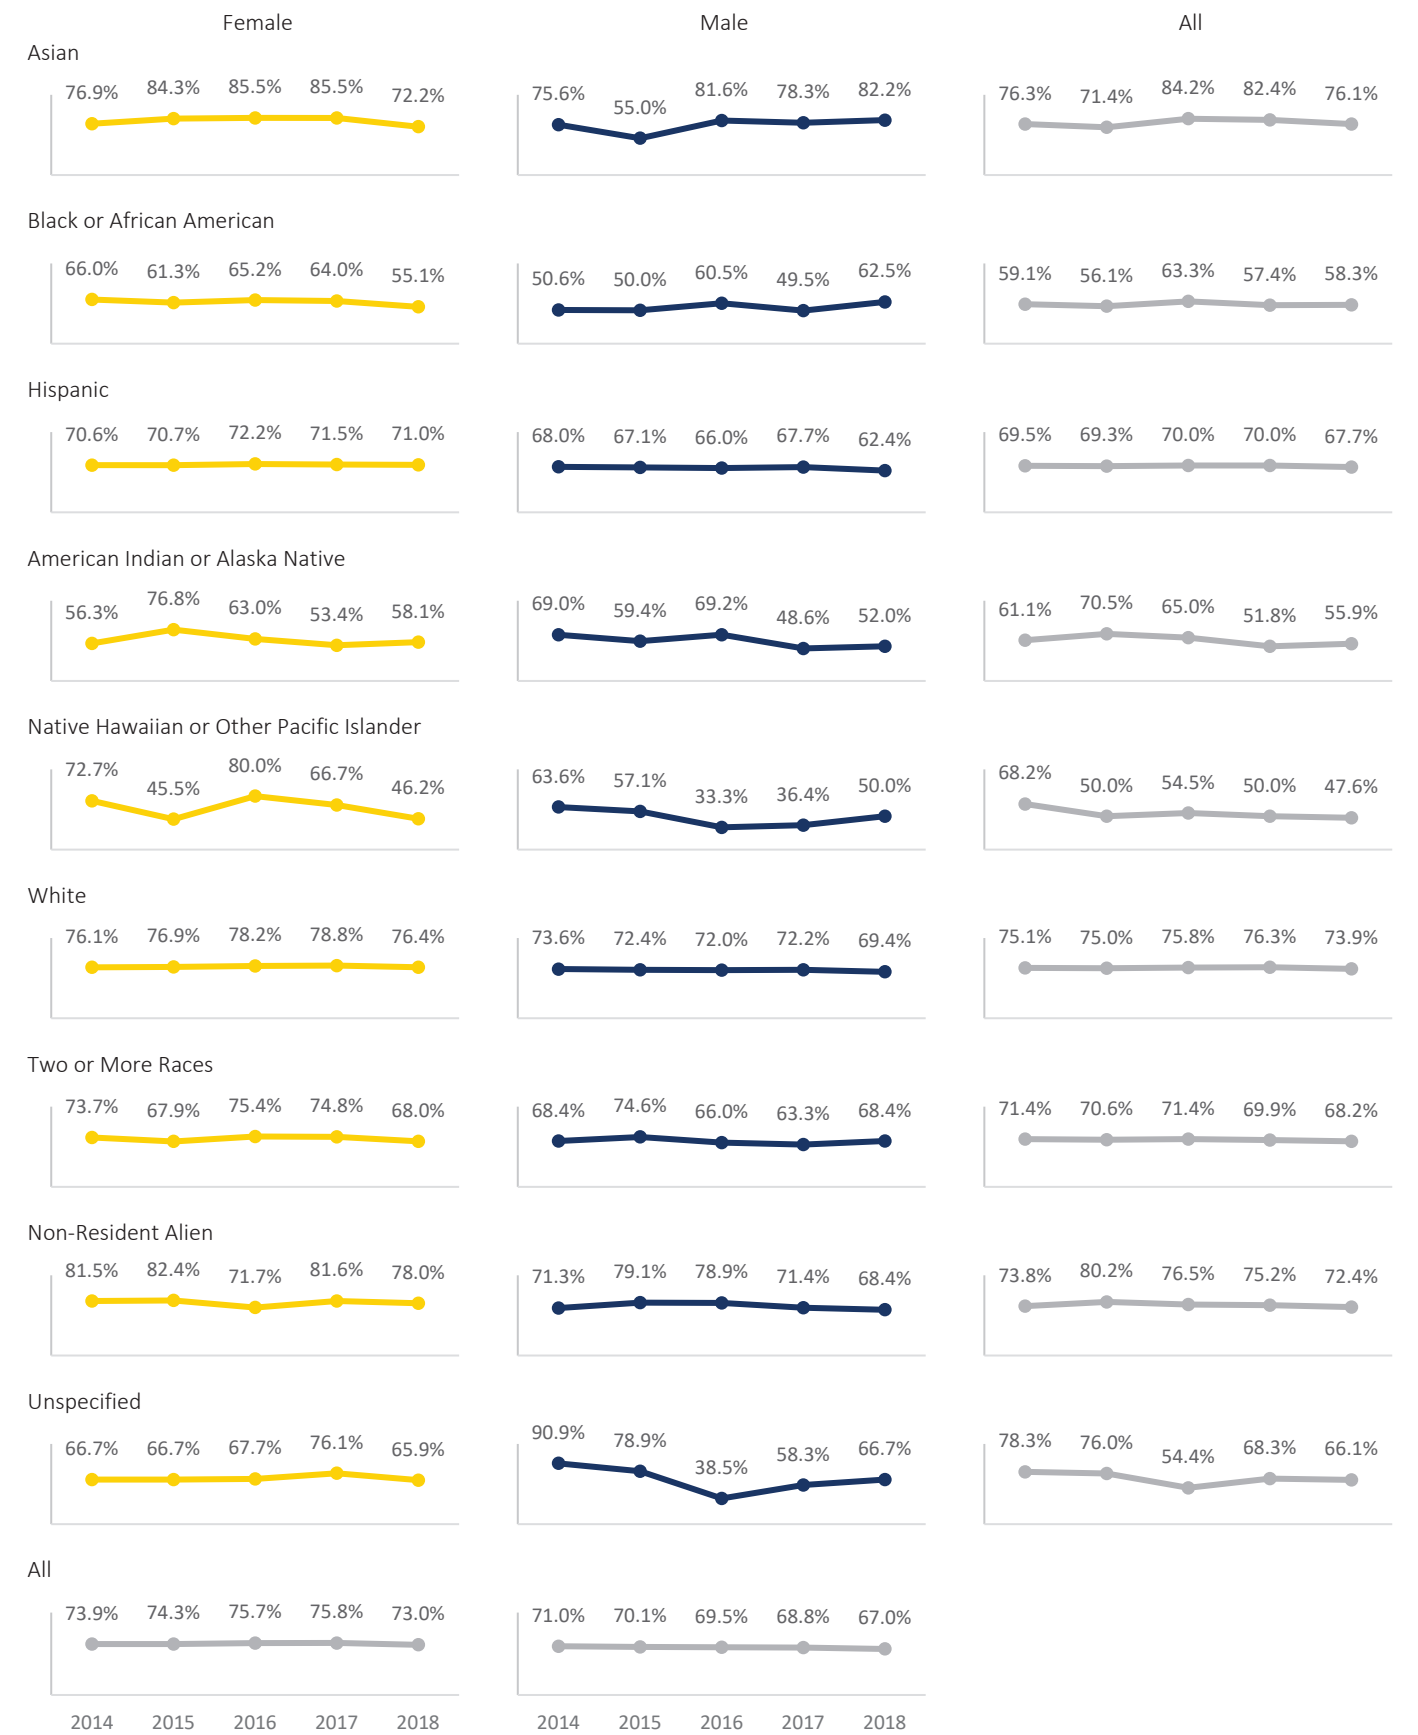 Female Male All
Asian
76.9% 84.3% 85.5% 85.5% 72.2% 75.6% 55.0% 81.6% 78.3% 82.2% 76.3% 71.4% 84.2% 82.4% 76.1%
Black or African American
66.0% 61.3% 65.2% 64.0% 55.1% 50.6% 50.0% 60.5% 49.5% 62.5% 59.1% 56.1% 63.3% 57.4% 58.3%
Hispanic
70.6% 70.7% 72.2% 71.5% 71.0% 68.0% 67.1% 66.0% 67.7% 62.4% 69.5% 69.3% 70.0% 70.0% 67.7%
American Indian or Alaska Native
56.3% 76.8% 63.0% 53.4% 58.1% 69.0% 59.4% 69.2% 48.6% 52.0% 61.1% 70.5% 65.0% 51.8% 55.9%
Native Hawaiian or Other Pacific Islander
72.7% 45.5% 80.0% 66.7% 46.2% 63.6% 57.1% 33.3% 36.4% 50.0% 68.2% 50.0% 54.5% 50.0% 47.6%
White
76.1% 76.9% 78.2% 78.8% 76.4% 73.6% 72.4% 72.0% 72.2% 69.4% 75.1% 75.0% 75.8% 76.3% 73.9%
Two or More Races
73.7% 67.9% 75.4% 74.8% 68.0% 68.4% 74.6% 66.0% 63.3% 68.4% 71.4% 70.6% 71.4% 69.9% 68.2%
Non-Resident Alien
81.5% 82.4% 71.7% 81.6% 78.0% 71.3% 79.1% 78.9% 71.4% 68.4% 73.8% 80.2% 76.5% 75.2% 72.4%
Unspecified
66.7% 66.7% 67.7% 76.1% 65.9% 90.9% 78.9% 38.5% 58.3% 66.7% 78.3% 76.0% 54.4% 68.3% 66.1%
All
73.9% 74.3% 75.7% 75.8% 73.0% 71.0% 70.1% 69.5% 68.8% 67.0%
2014 2015 2016 2017 2018 2014 2015 2016 2017 2018